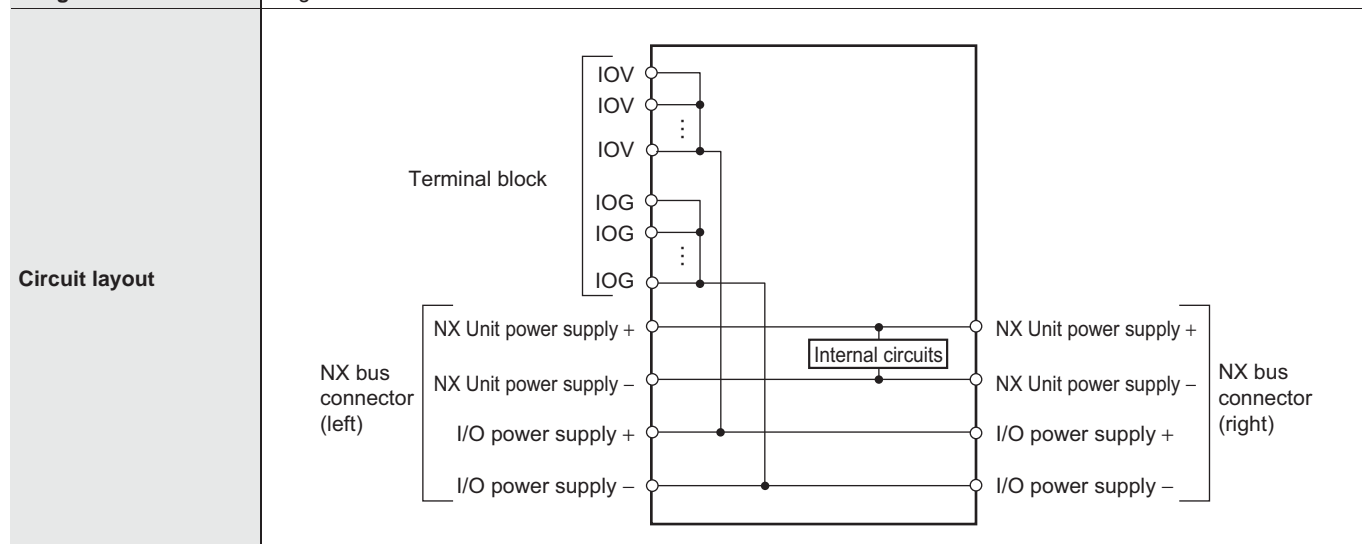 Circuit layout
IOV
IOV
⋮
IOV
Terminal block
IOG
IOG
⋮
IOG
NX bus
connector
(left)
NX Unit power supply +
NX Unit power supply −
I/O power supply +
I/O power supply −
Internal circuits
NX Unit power supply +
NX Unit power supply −
I/O power supply +
I/O power supply −
NX bus
connector
(right)